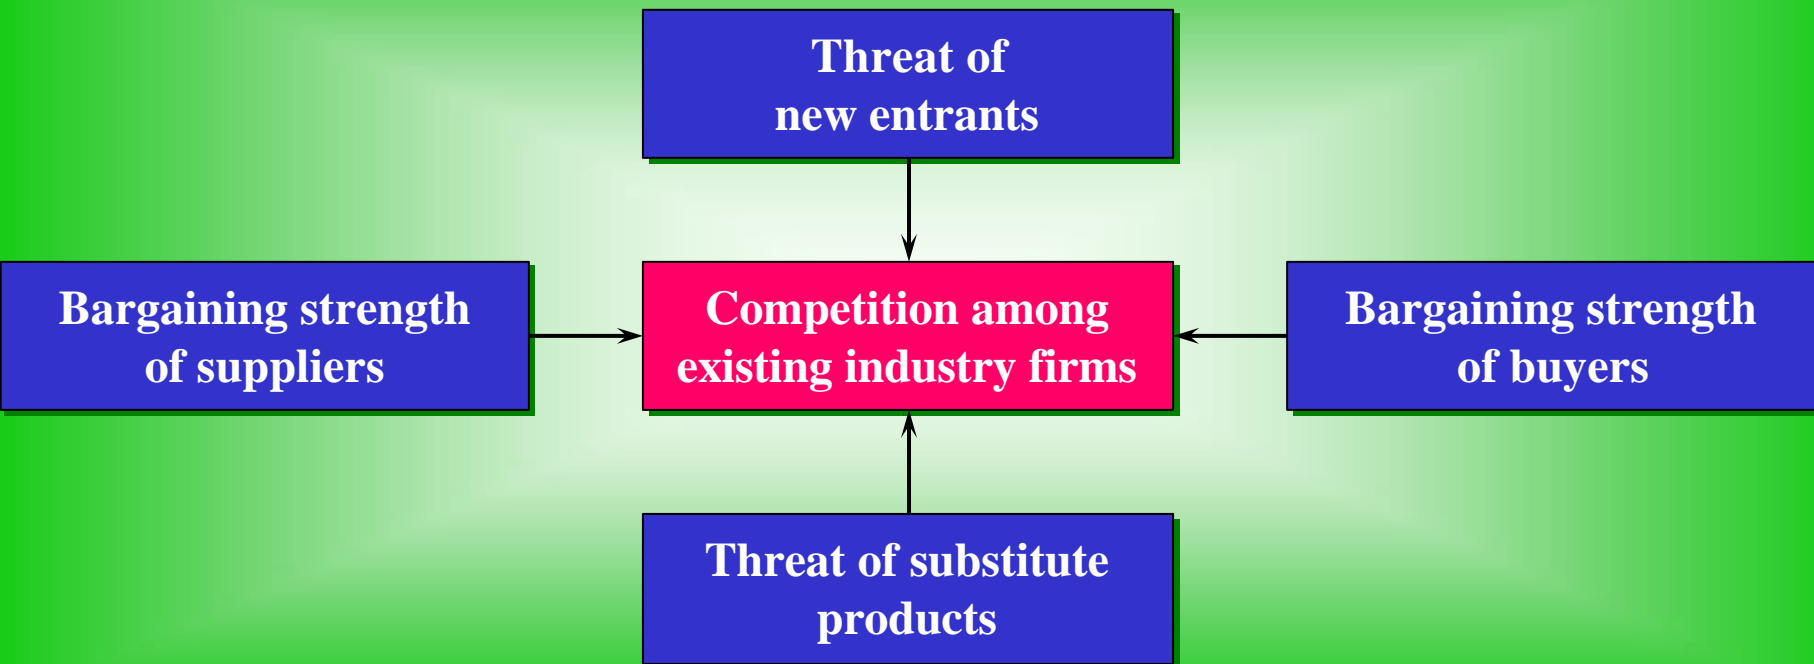 Threat of
new entrants
Bargaining strength
of suppliers
Competition among
existing industry firms
Bargaining strength
of buyers
Threat of substitute
products